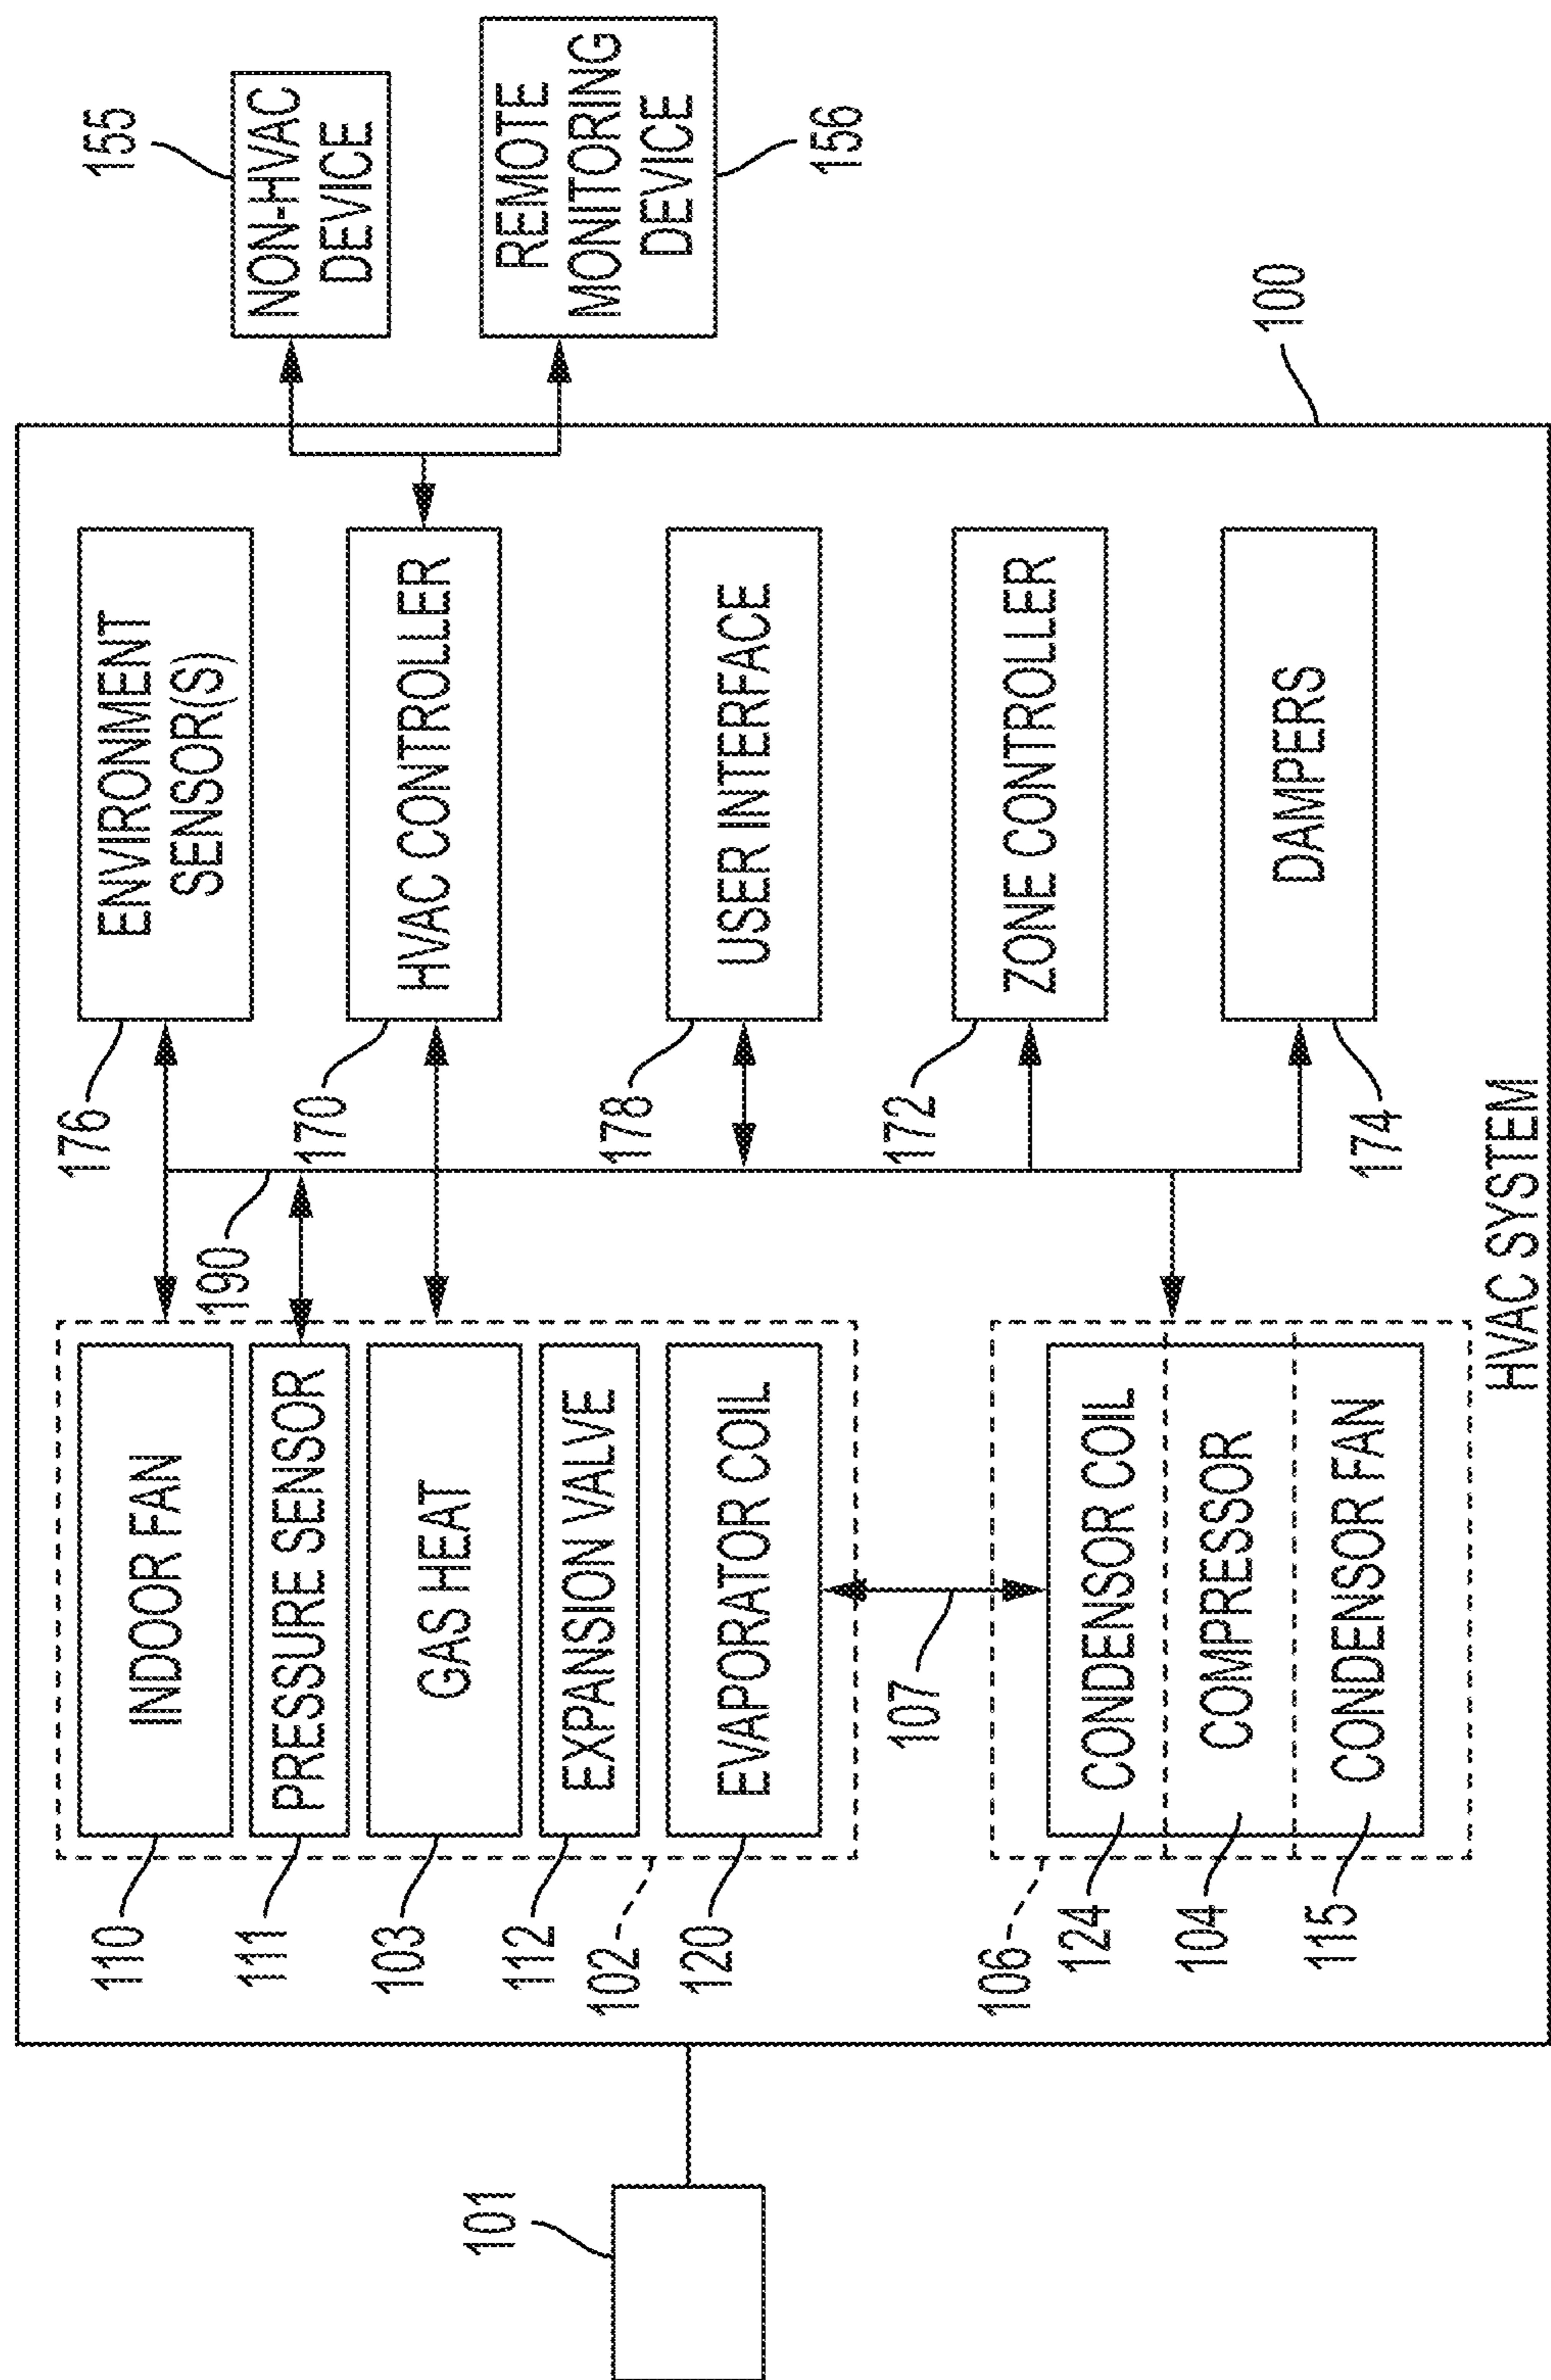 101
110
INDOOR FAN
111
PRESSURE SENSOR
103
GAS HEAT
112
EXPANSION VALVE
102
120
EVAPORATOR COIL
107
106
124
CONDENSOR COIL
104
COMPRESSOR
115
CONDENSOR FAN
190
176
ENVIRONMENT
SENSOR(S)
170
HVAC CONTROLLER
178
USER INTERFACE
172
ZONE CONTROLLER
174
DAMPERS
HVAC SYSTEM
100
155
NON-HVAC
DEVICE
REMOTE
MONITORING
DEVICE
156